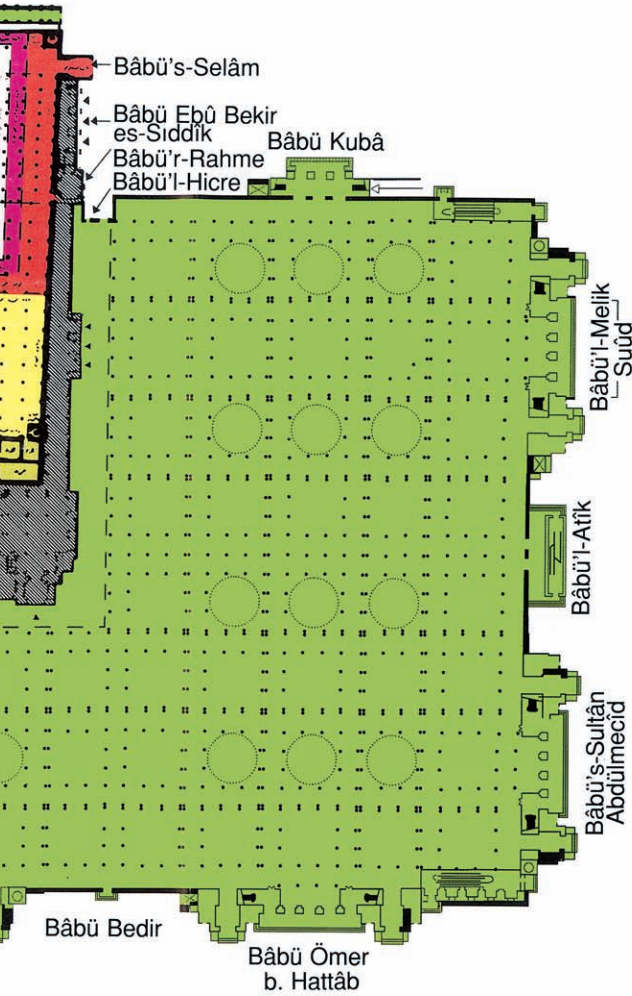 Bâbü's-Selâm
Bâbü Ebû Bekir
es-Sıddîk
Bâbü'r-Rahme
Bâbü'l-Hicre
Bâbü Kubâ
Bâbü'l-Melik
Suûd
Bâbü'l-Atîk
Bâbü's-Sultân
Abdülmecîd
Bâbü Bedir
Bâbü Ömer
b. Hattâb